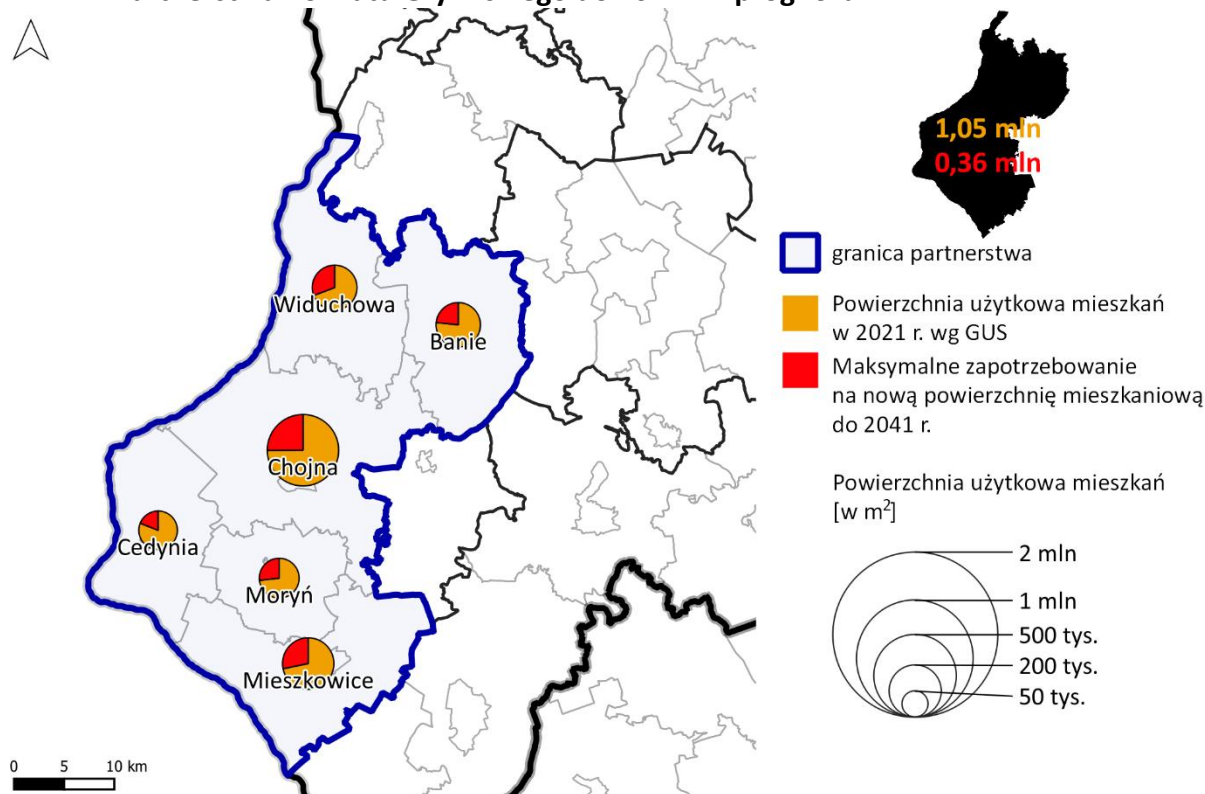 1,05 mln
0,36 mln
granica partnerstwa
Powierzchnia użytkowa mieszkań
w 2021 r. wg GUS
Maksymalne zapotrzebowanie
na nową powierzchnię mieszkaniową
do 2041 r.
Powierzchnia użytkowa mieszkań
[w m²]
2 mln
1 mln
500 tys.
200 tys.
50 tys.
Widuchowa
Banie
Chojna
Cedynia
Moryń
Mieszkowice
0 5 10 km